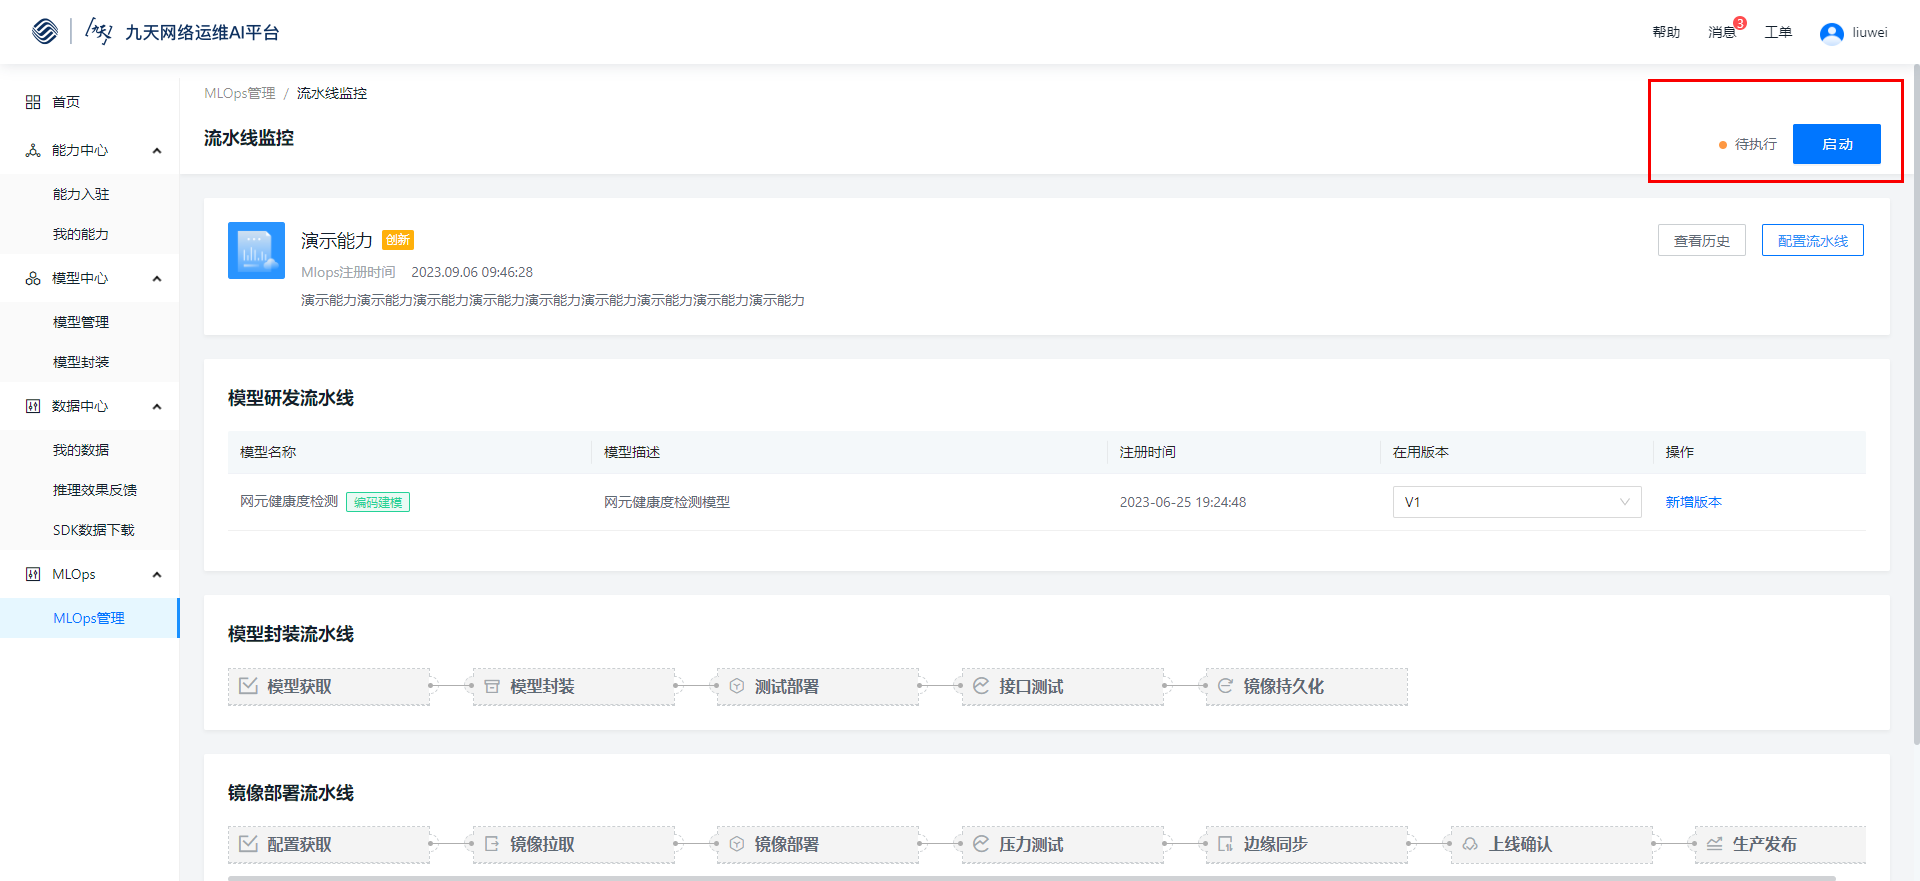 九天 九天网络运维AI平台
帮助 消息 3 工单 liuwei
首页
能力中心
能力入驻
我的能力
模型中心
模型管理
模型封装
数据中心
我的数据
推理效果反馈
SDK数据下载
MLOps
MLOps管理
MLOps管理 / 流水线监控
流水线监控
待执行 启动
演示能力 创新
查看历史 配置流水线
Mlops注册时间 2023.09.06 09:46:28
演示能力演示能力演示能力演示能力演示能力演示能力演示能力演示能力演示能力
模型研发流水线
模型名称 模型描述 注册时间 在用版本 操作
网元健康度检测 编码建模 网元健康度检测模型 2023-06-25 19:24:48 V1 新增版本
模型封装流水线
模型获取 模型封装 测试部署 接口测试 镜像持久化
镜像部署流水线
配置获取 镜像拉取 镜像部署 压力测试 边缘同步 上线确认 生产发布